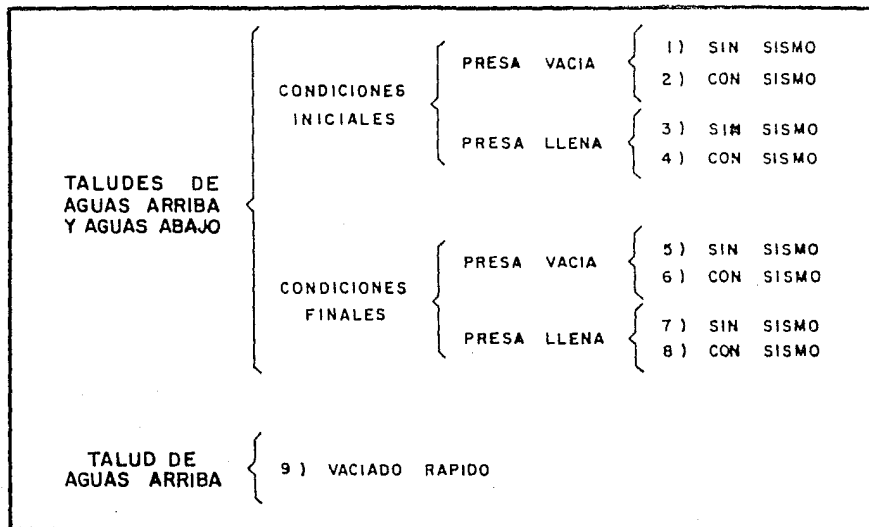 TALUDES DE
AGUAS ARRIBA
Y AGUAS ABAJO
CONDICIONES
INICIALES
PRESA VACIA
1) SIN SISMO
2) CON SISMO
PRESA LLENA
3) SIN SISMO
4) CON SISMO
CONDICIONES
FINALES
PRESA VACIA
5) SIN SISMO
6) CON SISMO
PRESA LLENA
7) SIN SISMO
8) CON SISMO
TALUD DE
AGUAS ARRIBA
9) VACIADO RAPIDO